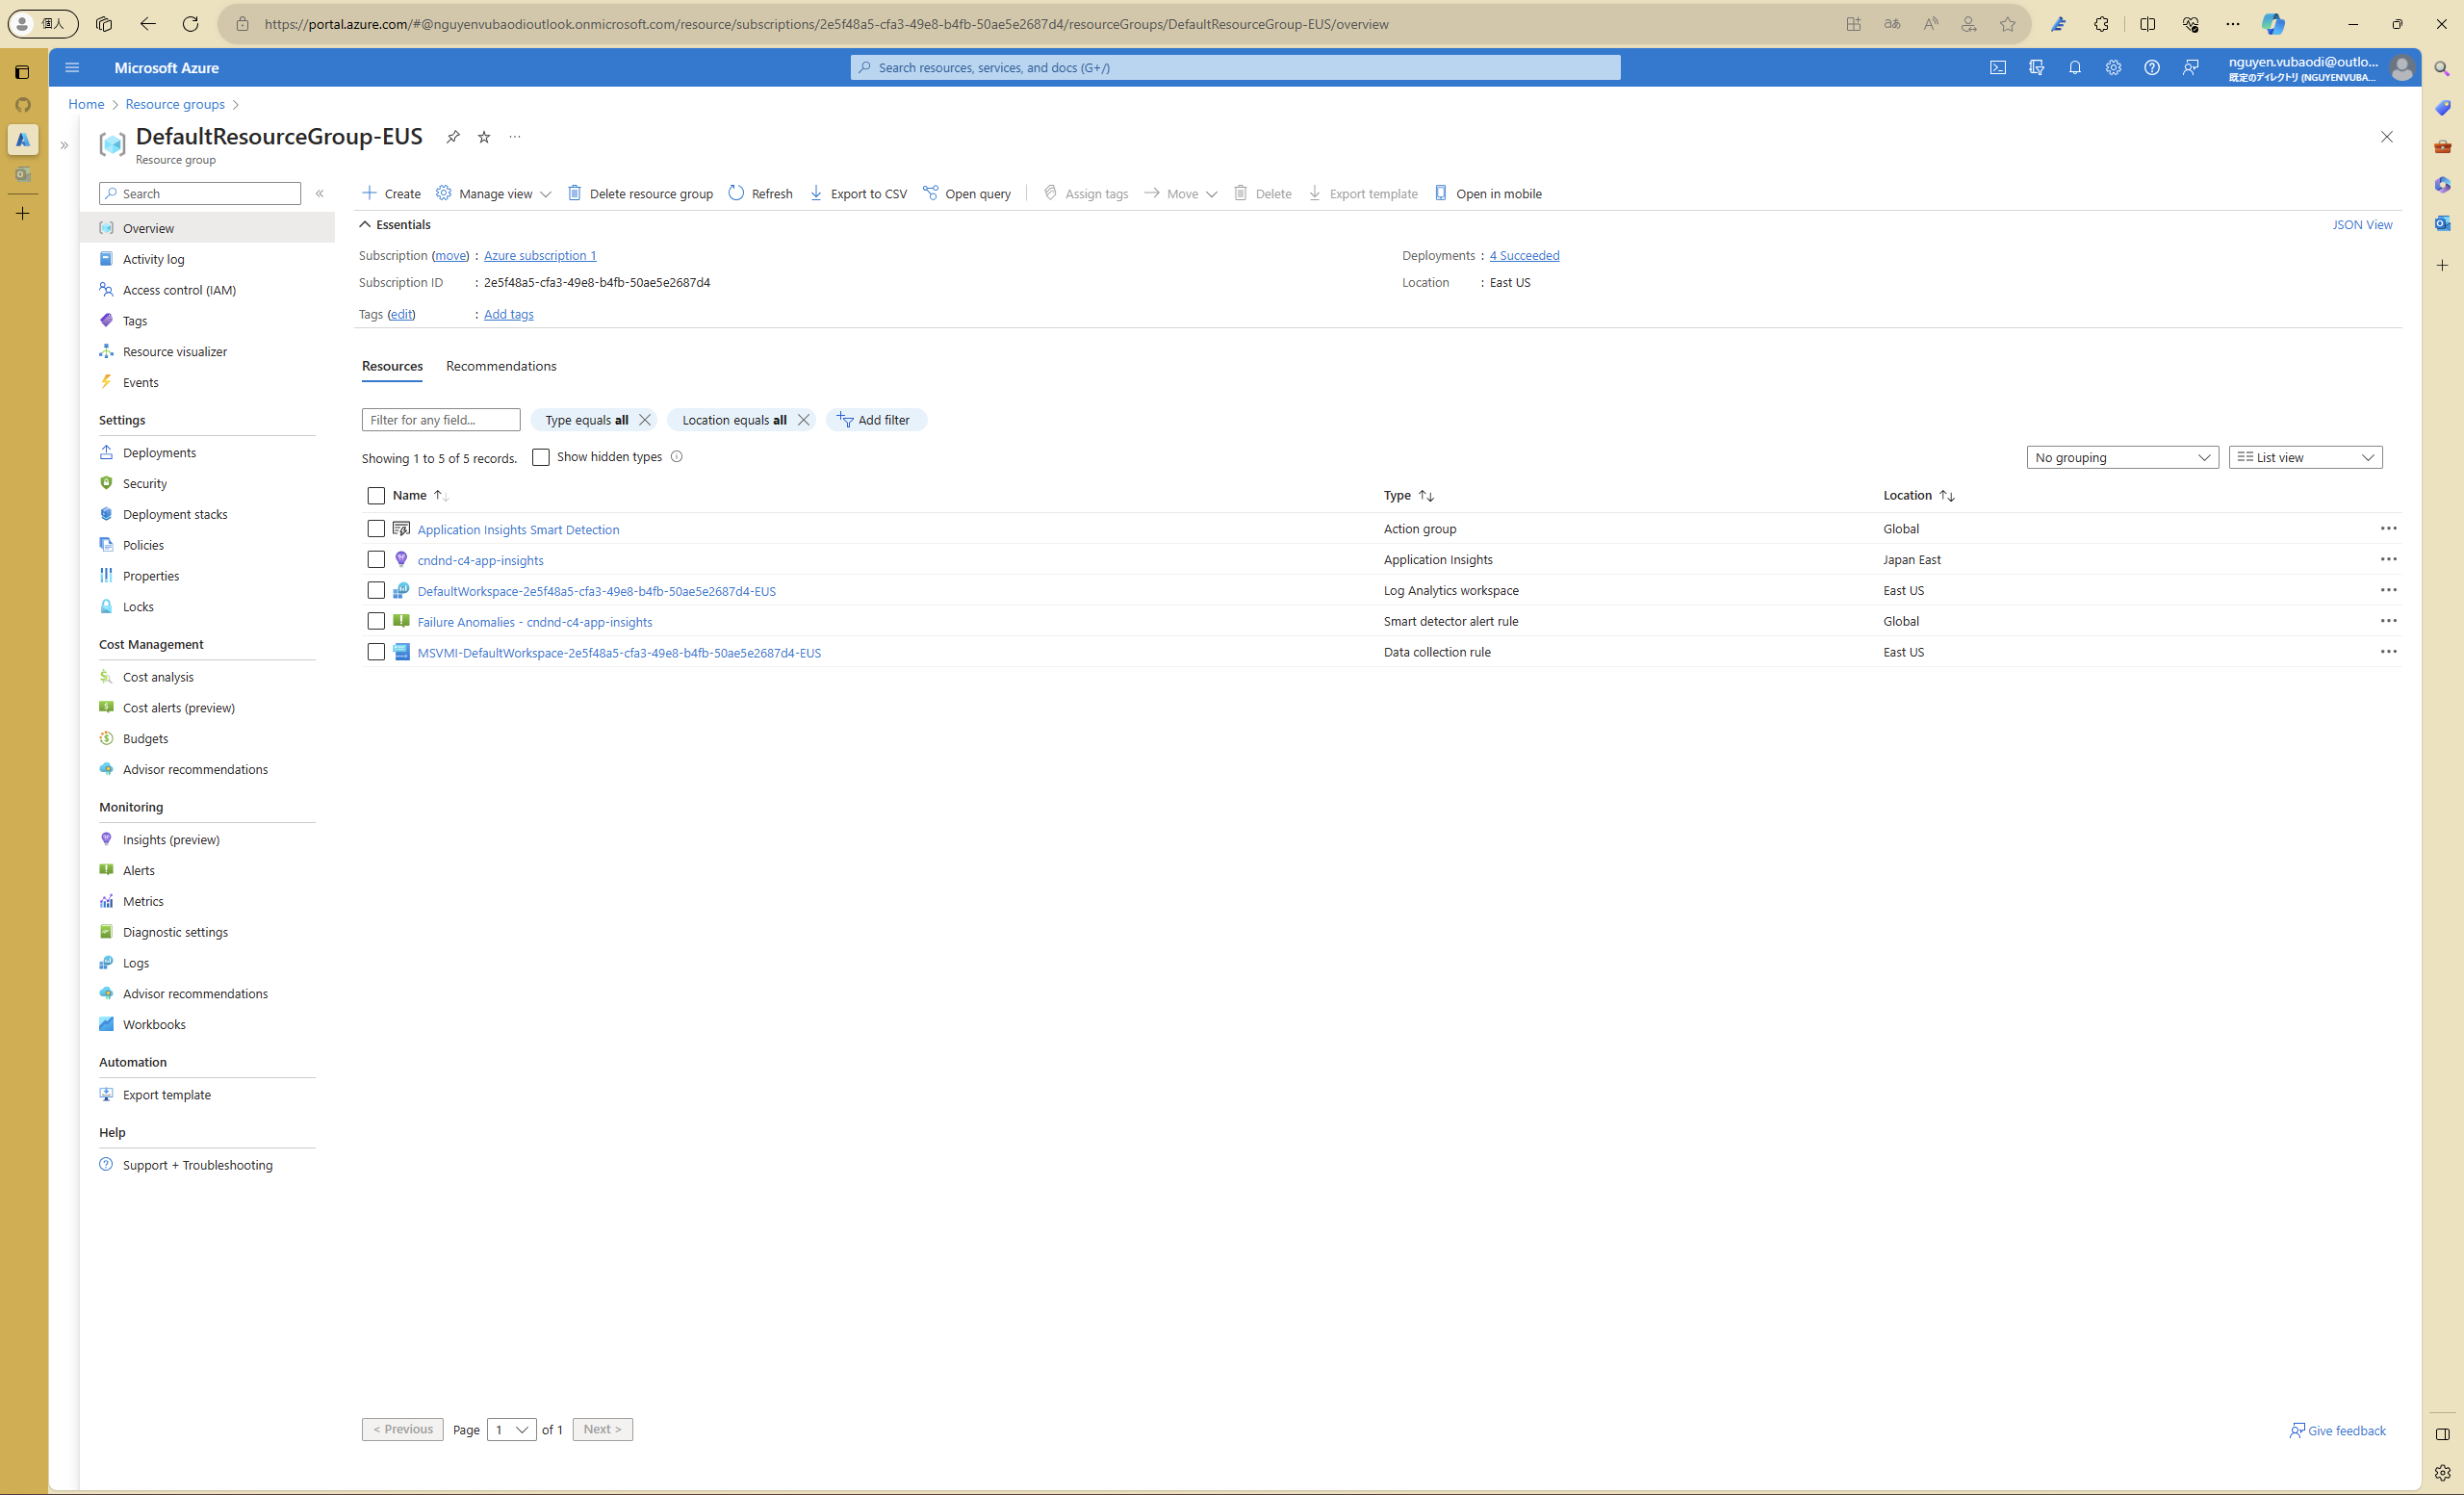 個人
https://portal.azure.com/#@nguyenvubaodioutlook.onmicrosoft.com/resource/subscriptions/2e5f48a5-cfa3-49e8-b4fb-50ae5e2687d4/resourceGroups/DefaultResourceGroup-EUS/overview
Microsoft Azure
Search resources, services, and docs (G+/)
nguyen.vubaodi@outlo...
既定のディレクトリ (NGUYENVUBA...
Home > Resource groups >
DefaultResourceGroup-EUS
Resource group
Search
Create
Manage view
Delete resource group
Refresh
Export to CSV
Open query
Assign tags
Move
Delete
Export template
Open in mobile
Overview
Activity log
Access control (IAM)
Tags
Resource visualizer
Events
Settings
Deployments
Security
Deployment stacks
Policies
Properties
Locks
Cost Management
Cost analysis
Cost alerts (preview)
Budgets
Advisor recommendations
Monitoring
Insights (preview)
Alerts
Metrics
Diagnostic settings
Logs
Advisor recommendations
Workbooks
Automation
Export template
Help
Support + Troubleshooting
Essentials
JSON View
Subscription (move) : Azure subscription 1
Deployments : 4 Succeeded
Subscription ID : 2e5f48a5-cfa3-49e8-b4fb-50ae5e2687d4
Location : East US
Tags (edit) : Add tags
Resources Recommendations
Filter for any field...
Type equals all
Location equals all
Add filter
Showing 1 to 5 of 5 records.
Show hidden types
No grouping
List view
Name Type Location
Application Insights Smart Detection Action group Global
cndnd-c4-app-insights Application Insights Japan East
DefaultWorkspace-2e5f48a5-cfa3-49e8-b4fb-50ae5e2687d4-EUS Log Analytics workspace East US
Failure Anomalies - cndnd-c4-app-insights Smart detector alert rule Global
MSVMI-DefaultWorkspace-2e5f48a5-cfa3-49e8-b4fb-50ae5e2687d4-EUS Data collection rule East US
< Previous Page 1 of 1 Next >
Give feedback